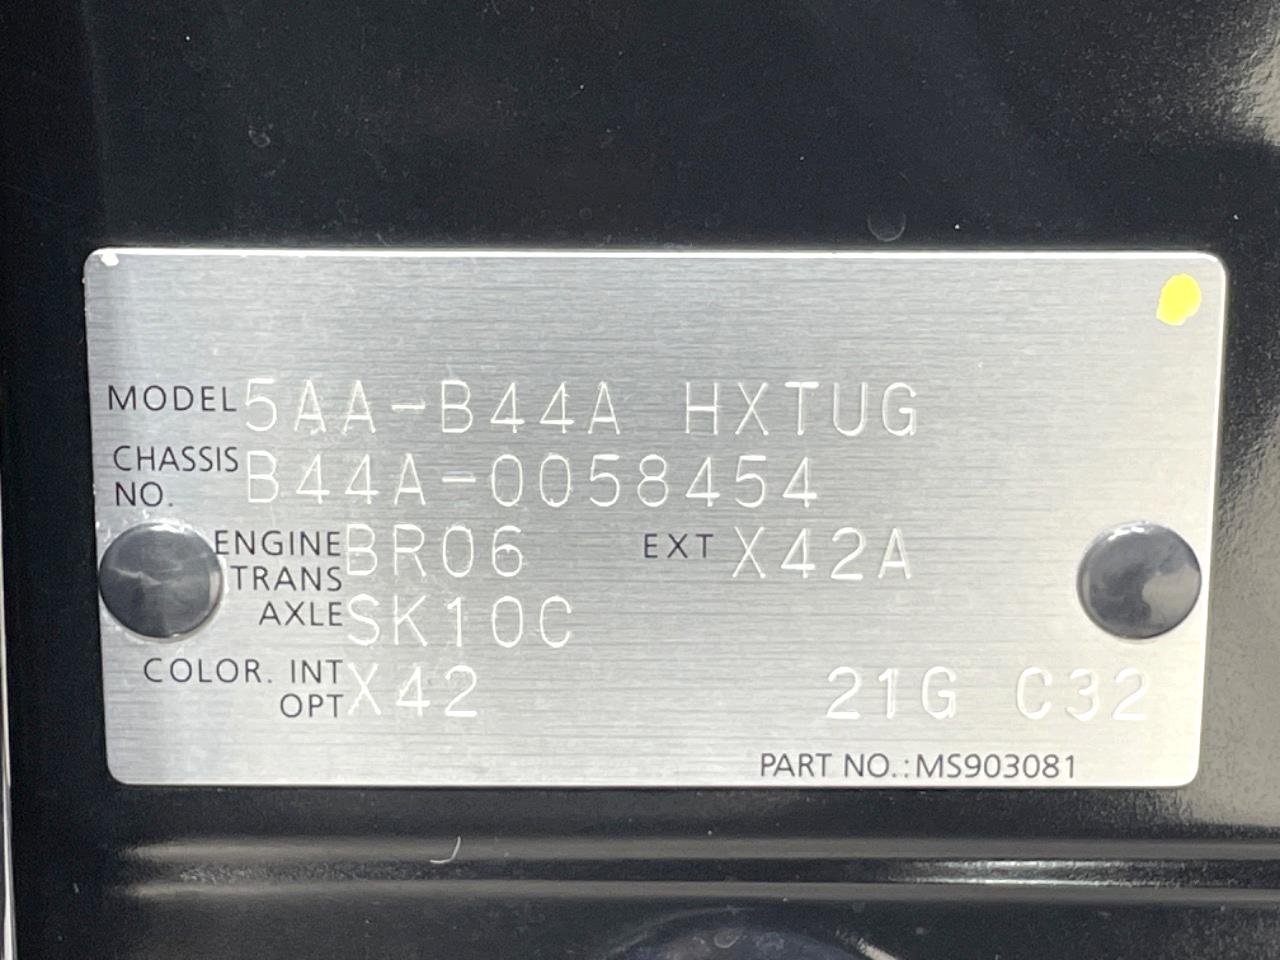 MODEL 5AA-B44A HXTUG
CHASSIS NO. B44A-0058454
ENGINE BR06 EXT X42A
TRANS AXLE SK10C
COLOR. INT OPT X42 21G C32
PART NO.:MS903081